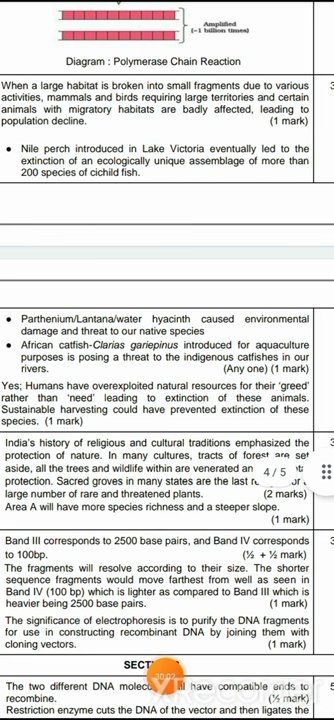 Amplified
(~1 billion times)
Diagram : Polymerase Chain Reaction
When a large habitat is broken into small fragments due to various
activities, mammals and birds requiring large territories and certain
animals with migratory habitats are badly affected, leading to
population decline. (1 mark)
3
• Nile perch introduced in Lake Victoria eventually led to the
extinction of an ecologically unique assemblage of more than
200 species of cichild fish.
• Parthenium/Lantana/water hyacinth caused environmental
damage and threat to our native species
• African catfish-Clarias gariepinus introduced for aquaculture
purposes is posing a threat to the indigenous catfishes in our
rivers. (Any one) (1 mark)
Yes; Humans have overexploited natural resources for their 'greed'
rather than 'need' leading to extinction of these animals.
Sustainable harvesting could have prevented extinction of these
species. (1 mark)
India's history of religious and cultural traditions emphasized the
3
protection of nature. In many cultures, tracts of forest are set
aside, all the trees and wildlife within are venerated an
4 / 5
protection. Sacred groves in many states are the last
large number of rare and threatened plants. (2 marks)
Area A will have more species richness and a steeper slope.
(1 mark)
Band III corresponds to 2500 base pairs, and Band IV corresponds
3
to 100bp. (½ + ½ mark)
The fragments will resolve according to their size. The shorter
sequence fragments would move farthest from well as seen in
Band IV (100 bp) which is lighter as compared to Band III which is
heavier being 2500 base pairs. (1 mark)
The significance of electrophoresis is to purify the DNA fragments
for use in constructing recombinant DNA by joining them with
cloning vectors. (1 mark)
SECT
00:02
The two different DNA molecu will have compatible ends to
5
recombine. (½ mark)
Restriction enzyme cuts the DNA of the vector and then ligates the